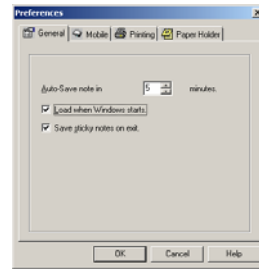 Preferences
General Mobile Printing Paper Holder
Auto-Save note in 5 minutes.
Load when Windows starts.
Save sticky notes on exit.
OK Cancel Help